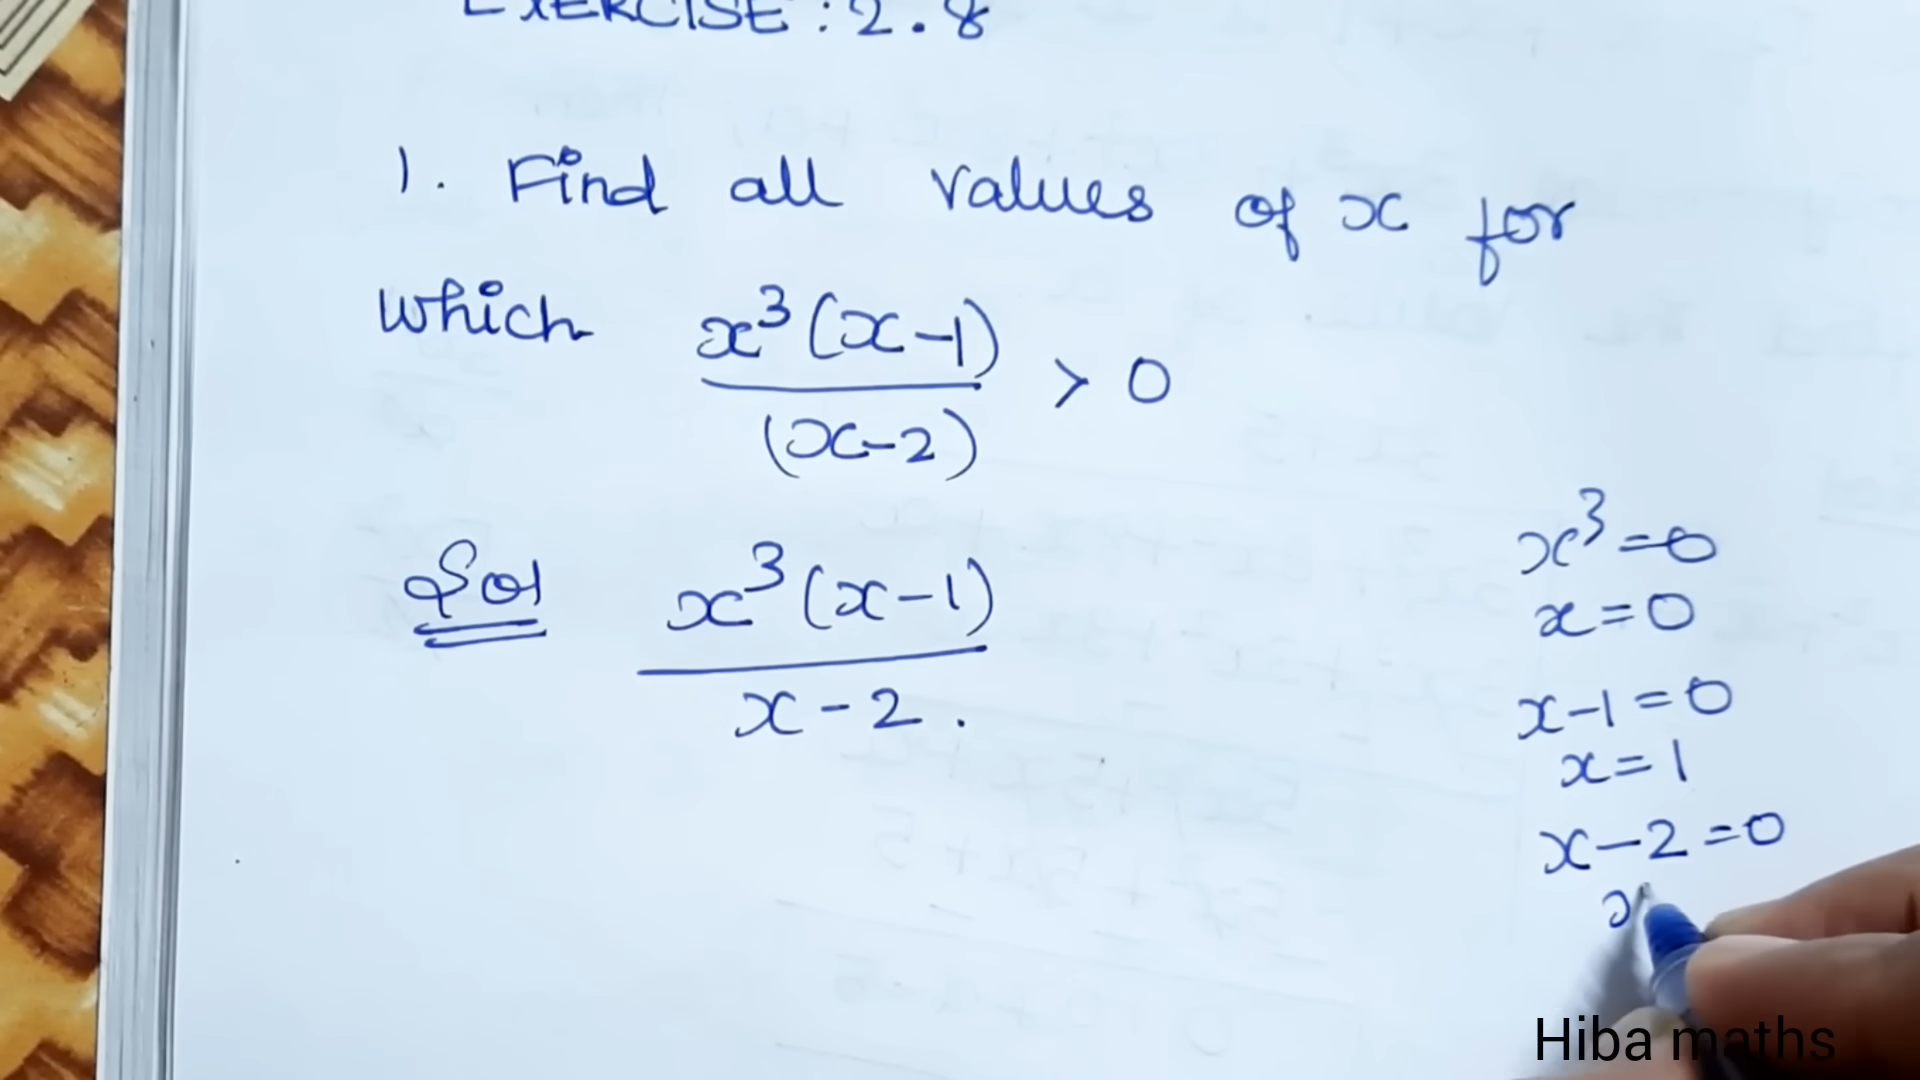 EXERCISE : 2.8
1. Find all values of x for
which x³(x-1)/(x-2) > 0
Sol x³(x-1)/x-2.
x³=0
x=0
x-1=0
x=1
x-2=0
x
Hiba maths